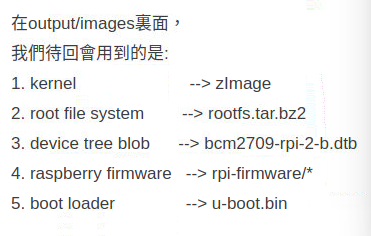 在output/images裏面，
我們待回會用到的是:
1. kernel --> zImage
2. root file system --> rootfs.tar.bz2
3. device tree blob --> bcm2709-rpi-2-b.dtb
4. raspberry firmware --> rpi-firmware/*
5. boot loader --> u-boot.bin